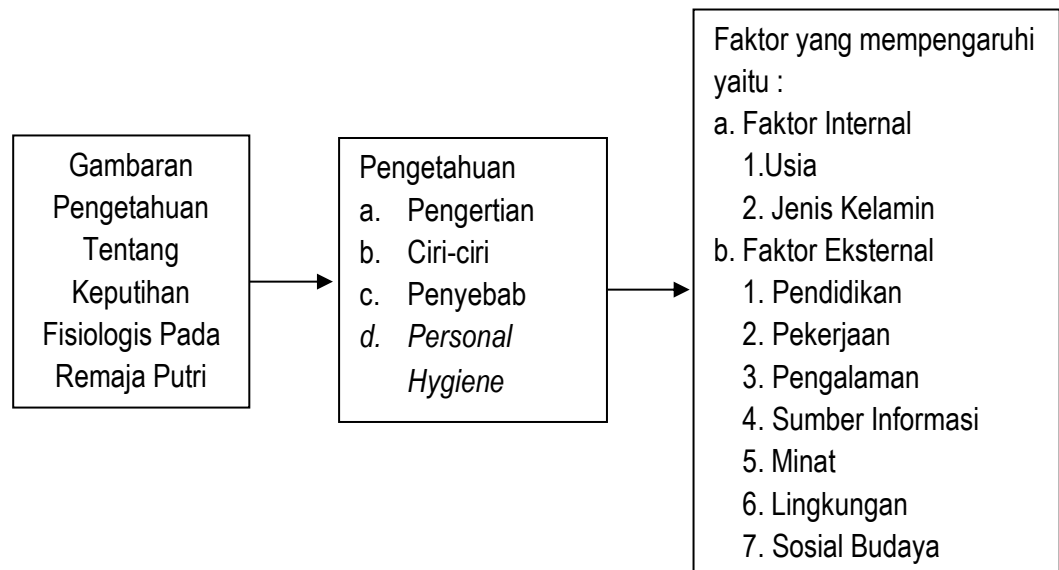 Gambaran
Pengetahuan
Tentang
Keputihan
Fisiologis Pada
Remaja Putri
Pengetahuan
a. Pengertian
b. Ciri-ciri
c. Penyebab
d. Personal
Hygiene
Faktor yang mempengaruhi
yaitu :
a. Faktor Internal
1.Usia
2. Jenis Kelamin
b. Faktor Eksternal
1. Pendidikan
2. Pekerjaan
3. Pengalaman
4. Sumber Informasi
5. Minat
6. Lingkungan
7. Sosial Budaya